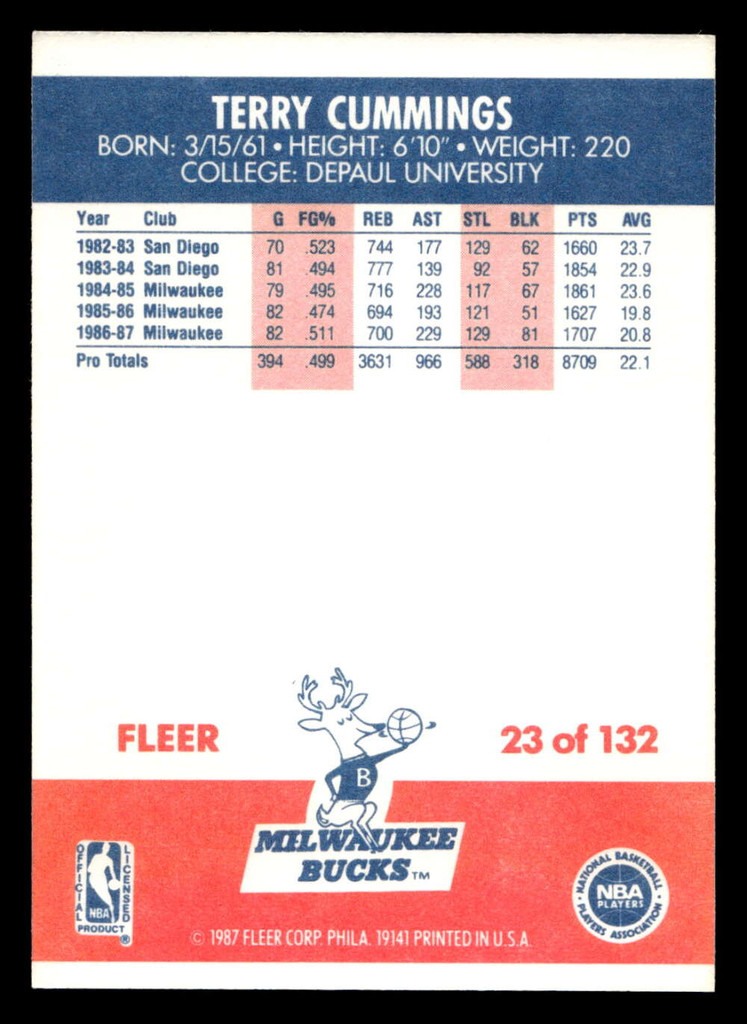 TERRY CUMMINGS
BORN: 3/15/61 • HEIGHT: 6'10" • WEIGHT: 220
COLLEGE: DEPAUL UNIVERSITY
Year Club G FG% REB AST STL BLK PTS AVG
1982-83 San Diego 70 .523 744 177 129 62 1660 23.7
1983-84 San Diego 81 .494 777 139 92 57 1854 22.9
1984-85 Milwaukee 79 .495 716 228 117 67 1861 23.6
1985-86 Milwaukee 82 .474 694 193 121 51 1627 19.8
1986-87 Milwaukee 82 .511 700 229 129 81 1707 20.8
Pro Totals 394 .499 3631 966 588 318 8709 22.1
FLEER
23 of 132
B
MILWAUKEE
BUCKS™
OFFICIAL
LICENSED
NBA
PRODUCT ®
NATIONAL BASKETBALL
NBA
PLAYERS
PLAYERS ASSOCIATION
© 1987 FLEER CORP. PHILA. 19141 PRINTED IN U.S.A.